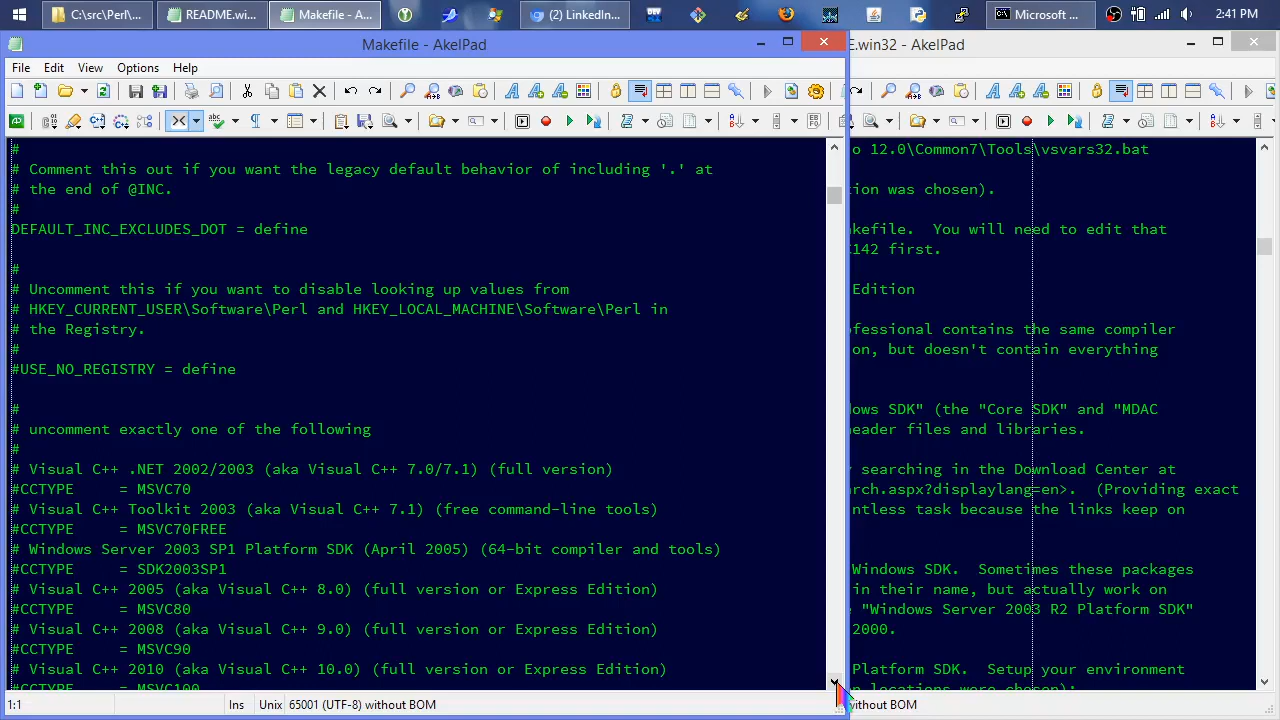 C:\src\Perl\...
README.wi...
Makefile - A...
(2) LinkedIn...
Microsoft ...
2:41 PM
Makefile - AkelPad
E.win32 - AkelPad
File Edit View Options Help
#
# Comment this out if you want the legacy default behavior of including '.' at
# the end of @INC.
#
DEFAULT_INC_EXCLUDES_DOT = define
#
# Uncomment this if you want to disable looking up values from
# HKEY_CURRENT_USER\Software\Perl and HKEY_LOCAL_MACHINE\Software\Perl in
# the Registry.
#
#USE_NO_REGISTRY = define
#
# uncomment exactly one of the following
#
# Visual C++ .NET 2002/2003 (aka Visual C++ 7.0/7.1) (full version)
#CCTYPE = MSVC70
# Visual C++ Toolkit 2003 (aka Visual C++ 7.1) (free command-line tools)
#CCTYPE = MSVC70FREE
# Windows Server 2003 SP1 Platform SDK (April 2005) (64-bit compiler and tools)
#CCTYPE = SDK2003SP1
# Visual C++ 2005 (aka Visual C++ 8.0) (full version or Express Edition)
#CCTYPE = MSVC80
# Visual C++ 2008 (aka Visual C++ 9.0) (full version or Express Edition)
#CCTYPE = MSVC90
# Visual C++ 2010 (aka Visual C++ 10.0) (full version or Express Edition)
#CCTYPE = MSVC100
1:1 Ins Unix 65001 (UTF-8) without BOM
o 12.0\Common7\Tools\vsvars32.bat
ion was chosen).
kefile. You will need to edit that
C142 first.
Edition
ofessional contains the same compiler
on, but doesn't contain everything
ows SDK" (the "Core SDK" and "MDAC
eader files and libraries.
y searching in the Download Center at
arch.aspx?displaylang=en>. (Providing exact
ntless task because the links keep on
Windows SDK. Sometimes these packages
in their name, but actually work on
e "Windows Server 2003 R2 Platform SDK"
2000.
Platform SDK. Setup your environment
n locations were chosen):
without BOM